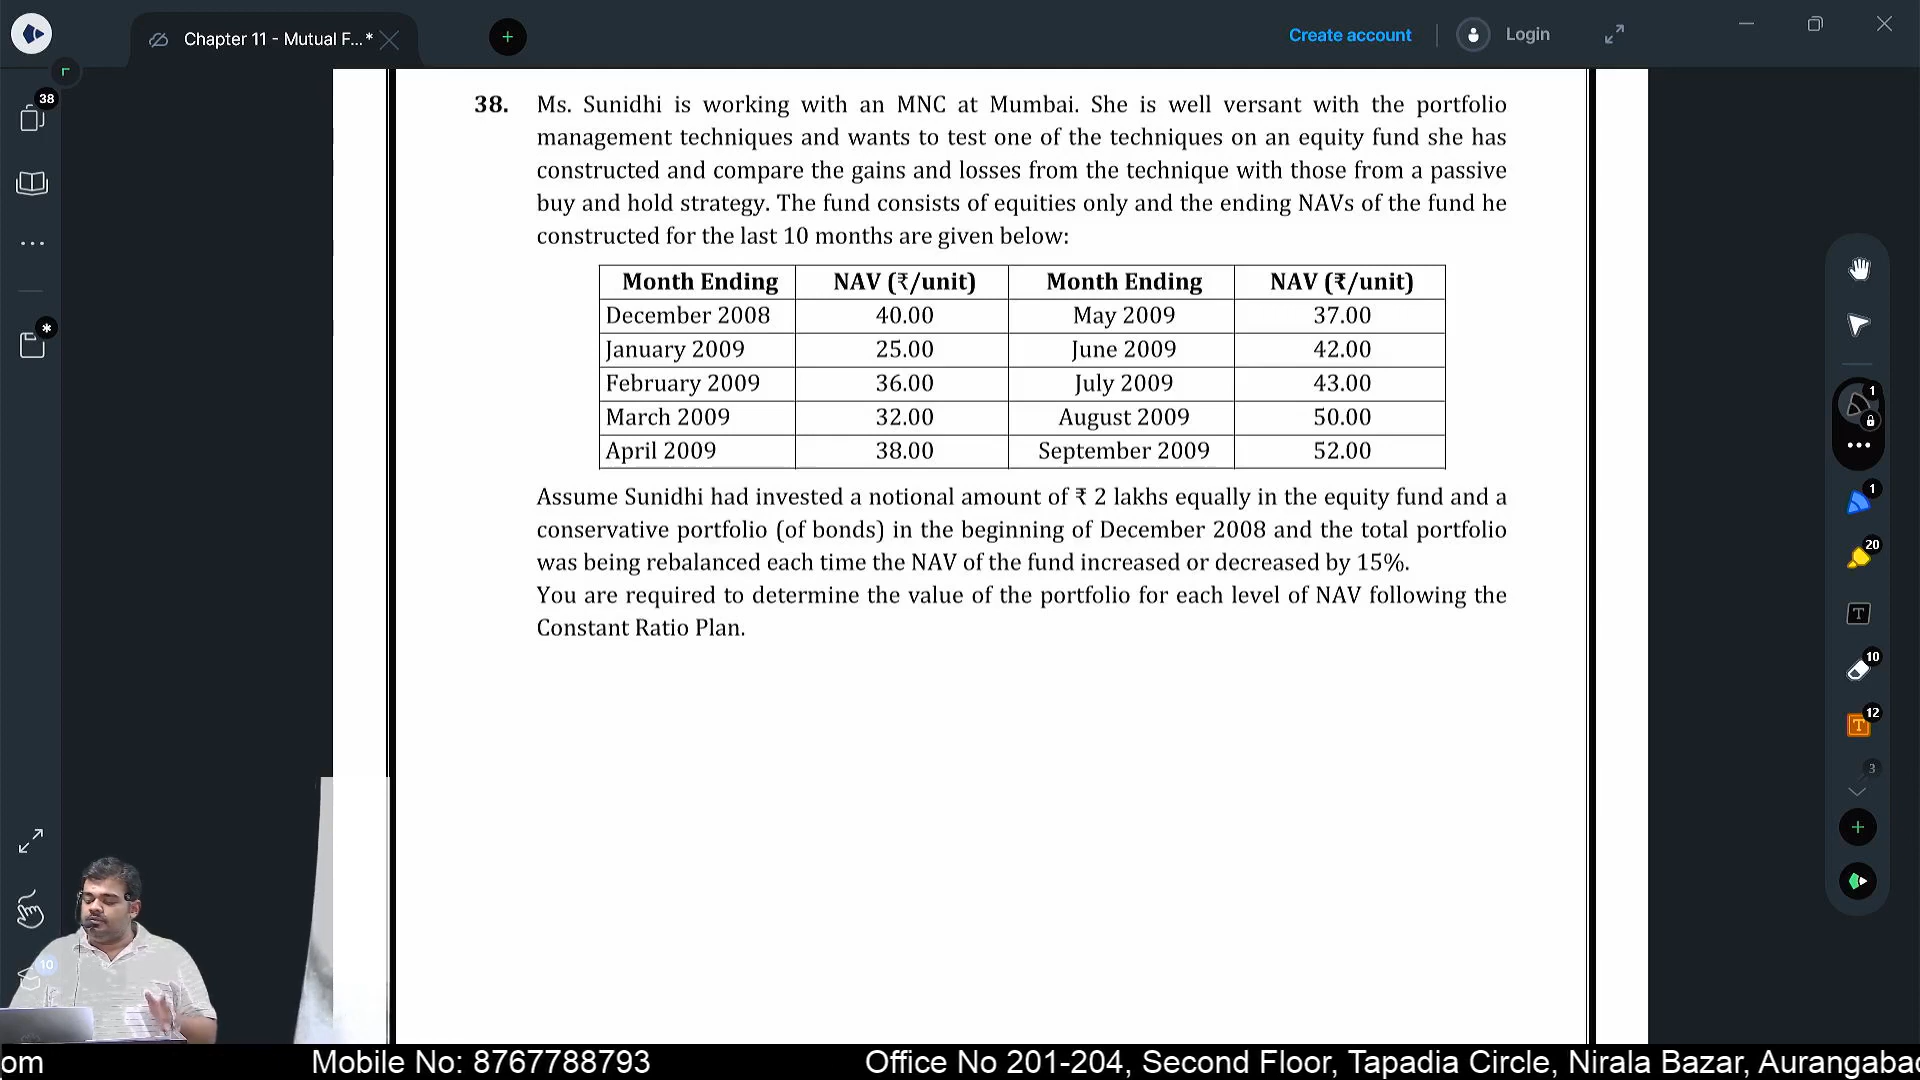 Chapter 11 - Mutual F...*
Create account
Login
38
38. Ms. Sunidhi is working with an MNC at Mumbai. She is well versant with the portfolio
management techniques and wants to test one of the techniques on an equity fund she has
constructed and compare the gains and losses from the technique with those from a passive
buy and hold strategy. The fund consists of equities only and the ending NAVs of the fund he
constructed for the last 10 months are given below:
Month Ending NAV (₹/unit) Month Ending NAV (₹/unit)
December 2008 40.00 May 2009 37.00
January 2009 25.00 June 2009 42.00
February 2009 36.00 July 2009 43.00
March 2009 32.00 August 2009 50.00
April 2009 38.00 September 2009 52.00
Assume Sunidhi had invested a notional amount of ₹ 2 lakhs equally in the equity fund and a
conservative portfolio (of bonds) in the beginning of December 2008 and the total portfolio
was being rebalanced each time the NAV of the fund increased or decreased by 15%.
You are required to determine the value of the portfolio for each level of NAV following the
Constant Ratio Plan.
1
1
20
T
10
T
12
3
10
om Mobile No: 8767788793 Office No 201-204, Second Floor, Tapadia Circle, Nirala Bazar, Aurangabad